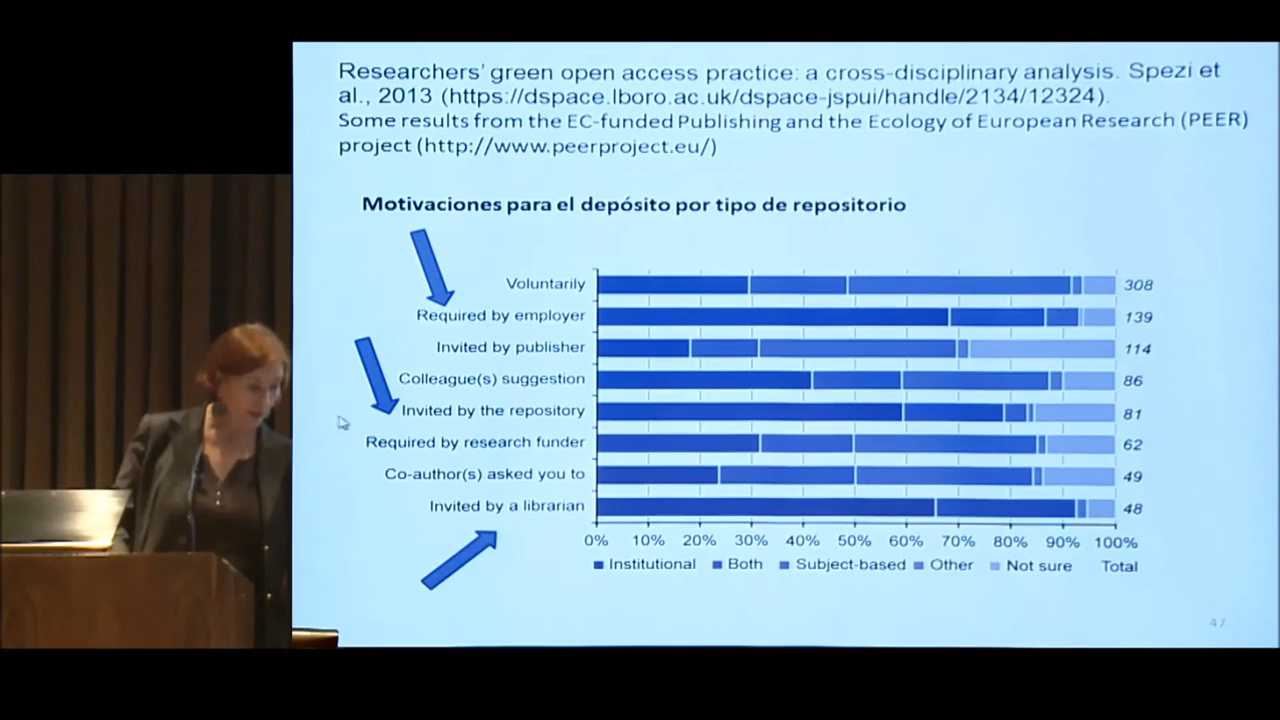 Researchers' green open access practice: a cross-disciplinary analysis. Spezi et
al., 2013 (https://dspace.lboro.ac.uk/dspace-jspui/handle/2134/12324).
Some results from the EC-funded Publishing and the Ecology of European Research (PEER)
project (http://www.peerproject.eu/)
Motivaciones para el depósito por tipo de repositorio
Voluntarily 308
Required by employer 139
Invited by publisher 114
Colleague(s) suggestion 86
Invited by the repository 81
Required by research funder 62
Co-author(s) asked you to 49
Invited by a librarian 48
0% 10% 20% 30% 40% 50% 60% 70% 80% 90% 100%
Institutional Both Subject-based Other Not sure Total
47